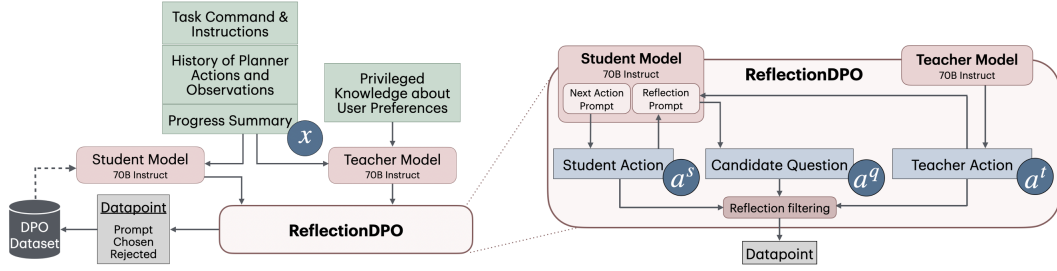 Task Command &
Instructions
History of Planner
Actions and
Observations
Progress Summary
x
Privileged
Knowledge about
User Preferences
Student Model
70B Instruct
Teacher Model
70B Instruct
DPO
Dataset
Datapoint
Prompt
Chosen
Rejected
ReflectionDPO
Student Model
70B Instruct
Next Action
Prompt
Reflection
Prompt
ReflectionDPO
Teacher Model
70B Instruct
Student Action
a^s
Candidate Question
a^q
Teacher Action
a^t
Reflection filtering
Datapoint